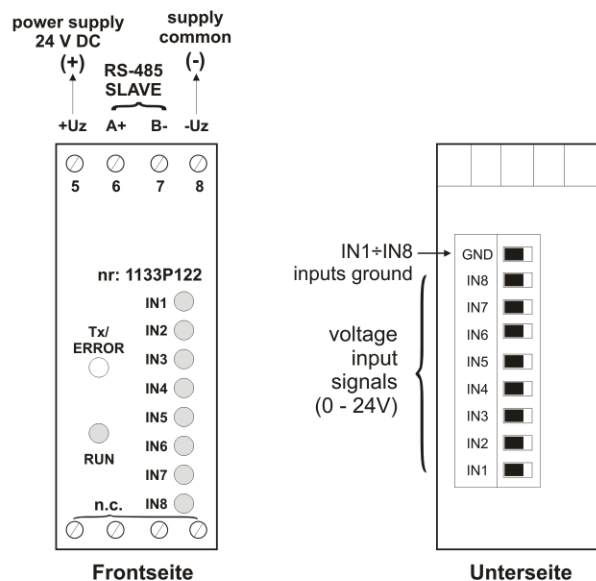 power supply
24 V DC
(+)
supply
common
(-)
RS-485
SLAVE
+Uz A+ B- -Uz
5 6 7 8
nr: 1133P122
IN1
IN2
IN3
IN4
IN5
IN6
IN7
IN8
Tx/
ERROR
RUN
n.c.
Frontseite
IN1÷IN8
inputs ground
voltage
input
signals
(0 - 24V)
GND
IN8
IN7
IN6
IN5
IN4
IN3
IN2
IN1
Unterseite